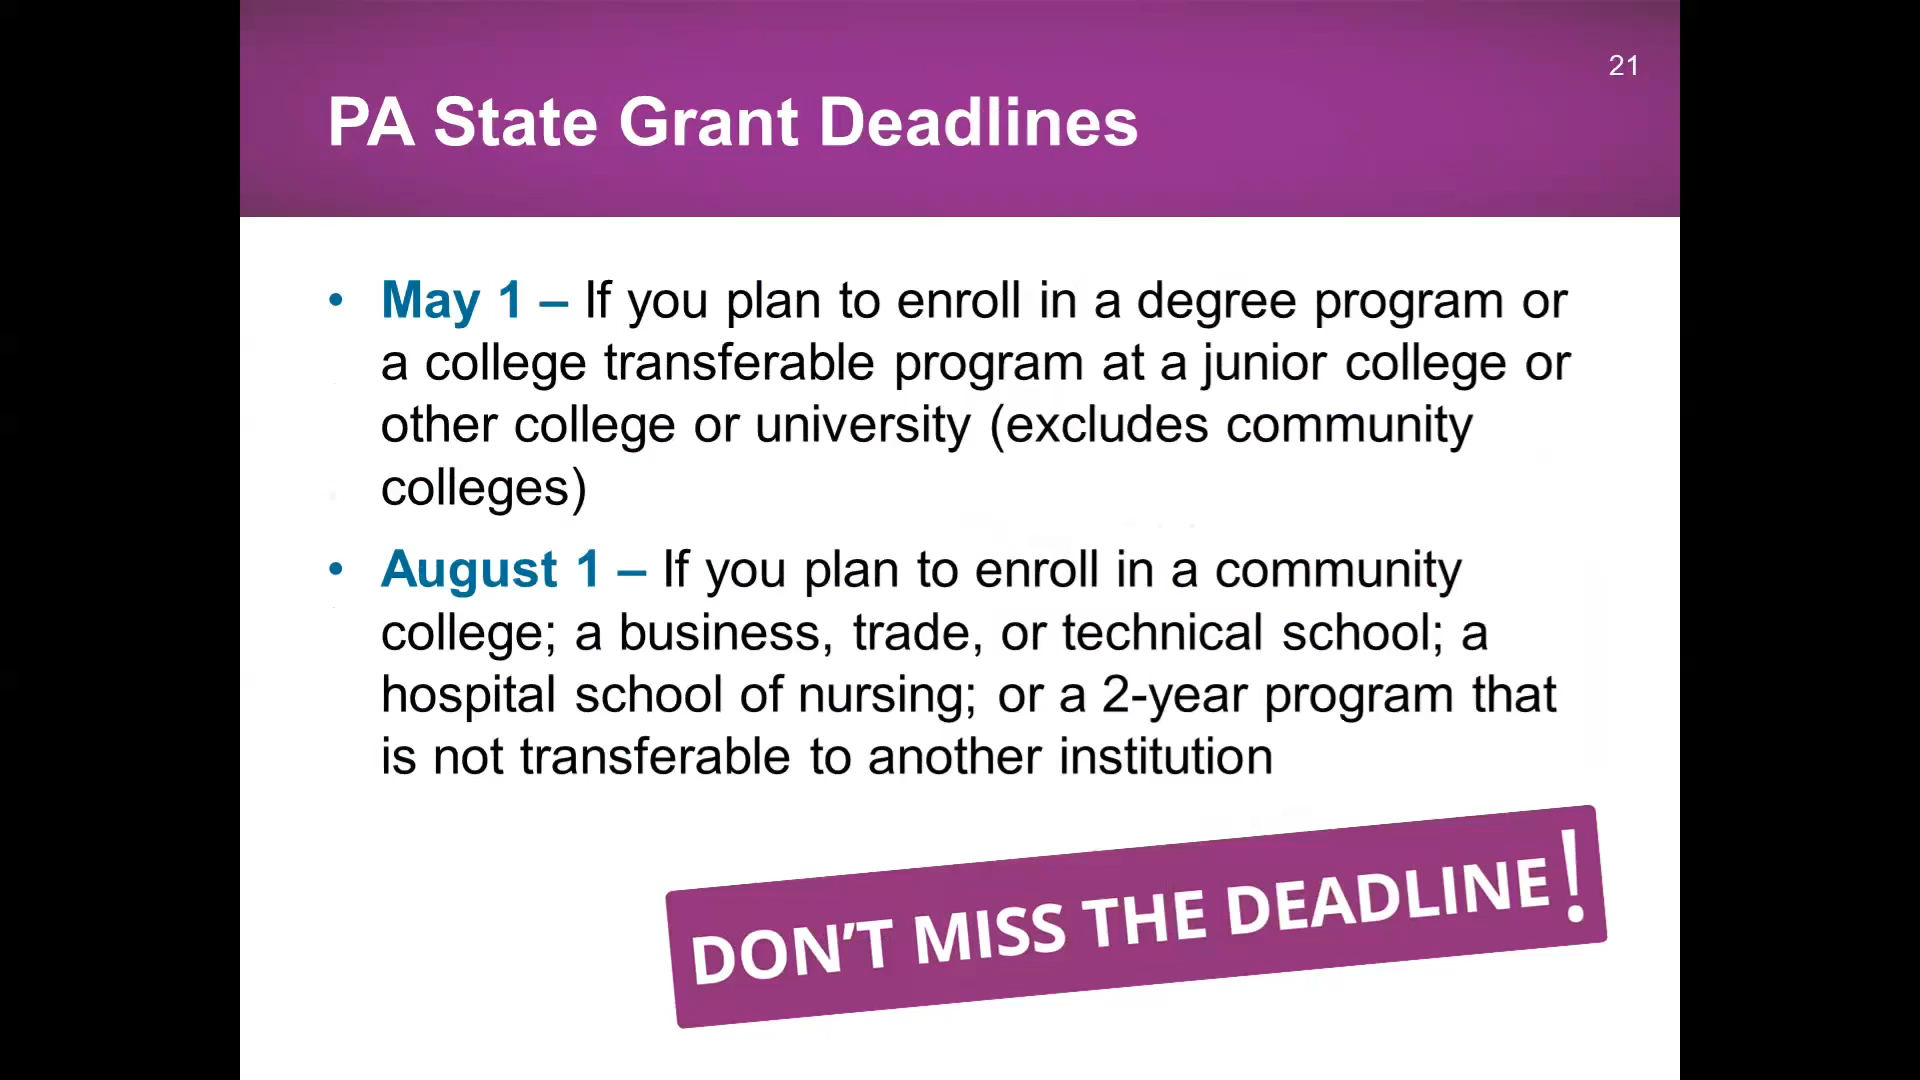 21
PA State Grant Deadlines
• May 1 – If you plan to enroll in a degree program or
a college transferable program at a junior college or
other college or university (excludes community
colleges)
• August 1 – If you plan to enroll in a community
college; a business, trade, or technical school; a
hospital school of nursing; or a 2-year program that
is not transferable to another institution
DON'T MISS THE DEADLINE!